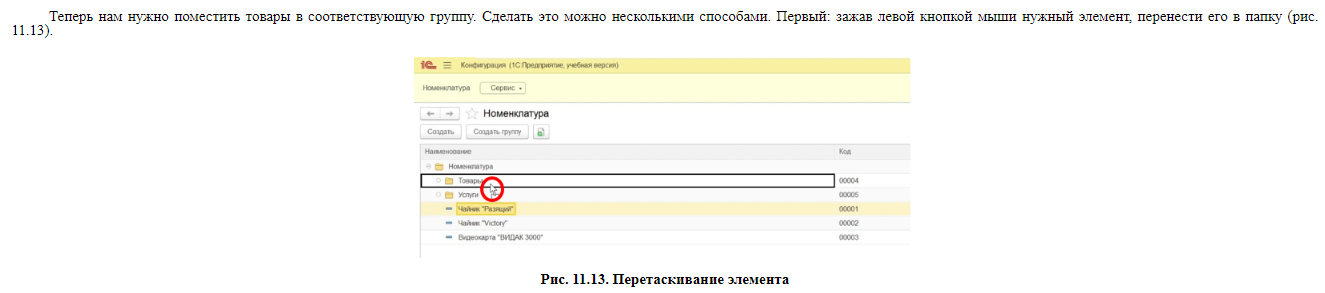 Теперь нам нужно поместить товары в соответствующую группу. Сделать это можно несколькими способами. Первый: зажав левой кнопкой мыши нужный элемент, перенести его в папку (рис.
11.13).
1С Конфигурация (1С:Предприятие, учебная версия)
Номенклатура Сервис
Номенклатура
Создать Создать группу
Наименование Код
Номенклатура
Товары 00004
Услуги 00005
Чайник "Разящий" 00001
Чайник "Victory" 00002
Видеокарта "ВИДАК 3000" 00003
Рис. 11.13. Перетаскивание элемента